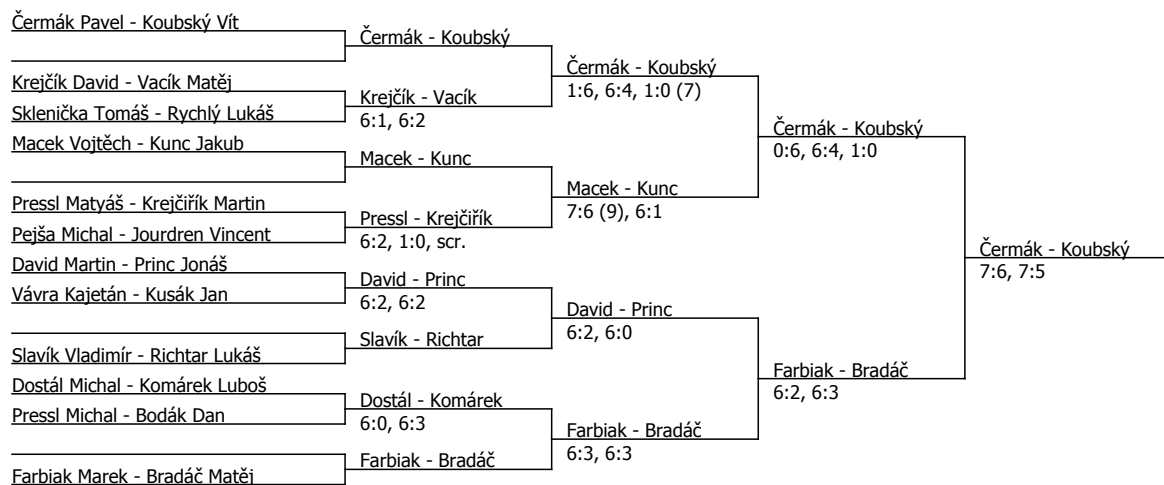 Čermák Pavel - Koubský Vít
Krejčík David - Vacík Matěj
Sklenička Tomáš - Rychlý Lukáš
Macek Vojtěch - Kunc Jakub
Pressl Matyáš - Krejčiřík Martin
Pejša Michal - Jourdren Vincent
David Martin - Princ Jonáš
Vávra Kajetán - Kusák Jan
Slavík Vladimír - Richtar Lukáš
Dostál Michal - Komárek Luboš
Pressl Michal - Bodák Dan
Farbiak Marek - Bradáč Matěj
Čermák - Koubský
Krejčík - Vacík
6:1, 6:2
Macek - Kunc
Pressl - Krejčiřík
6:2, 1:0, scr.
David - Princ
6:2, 6:2
Slavík - Richtar
Dostál - Komárek
6:0, 6:3
Farbiak - Bradáč
Čermák - Koubský
1:6, 6:4, 1:0 (7)
Macek - Kunc
7:6 (9), 6:1
David - Princ
6:2, 6:0
Farbiak - Bradáč
6:3, 6:3
Čermák - Koubský
0:6, 6:4, 1:0
Farbiak - Bradáč
6:2, 6:3
Čermák - Koubský
7:6, 7:5